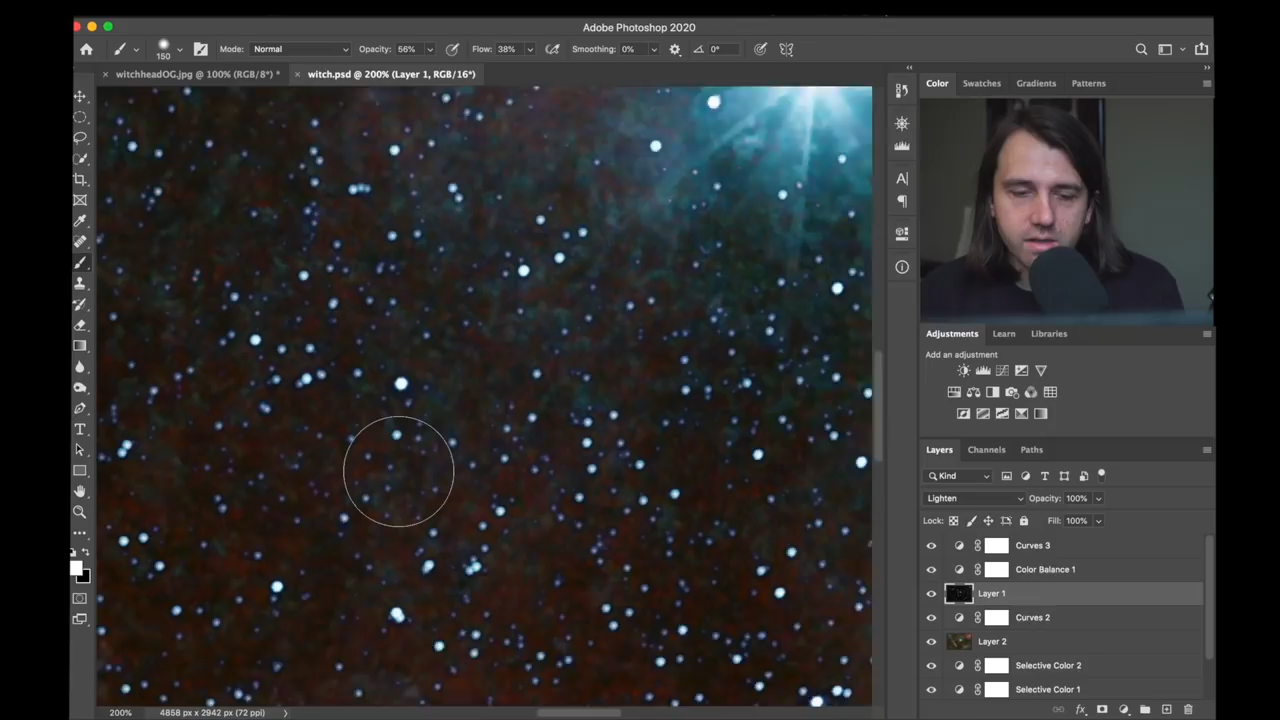 Adobe Photoshop 2020
150
Mode: Normal
Opacity: 56%
Flow: 38%
Smoothing: 0%
0°
witchheadOG.jpg @ 100% (RGB/8*) *
witch.psd @ 200% (Layer 1, RGB/16*)
Color
Swatches
Gradients
Patterns
Adjustments
Learn
Libraries
Add an adjustment
Layers
Channels
Paths
Kind
Lighten
Opacity: 100%
Lock:
Fill: 100%
Curves 3
Color Balance 1
Layer 1
Curves 2
Layer 2
Selective Color 2
Selective Color 1
200%
4858 px x 2942 px (72 ppi)